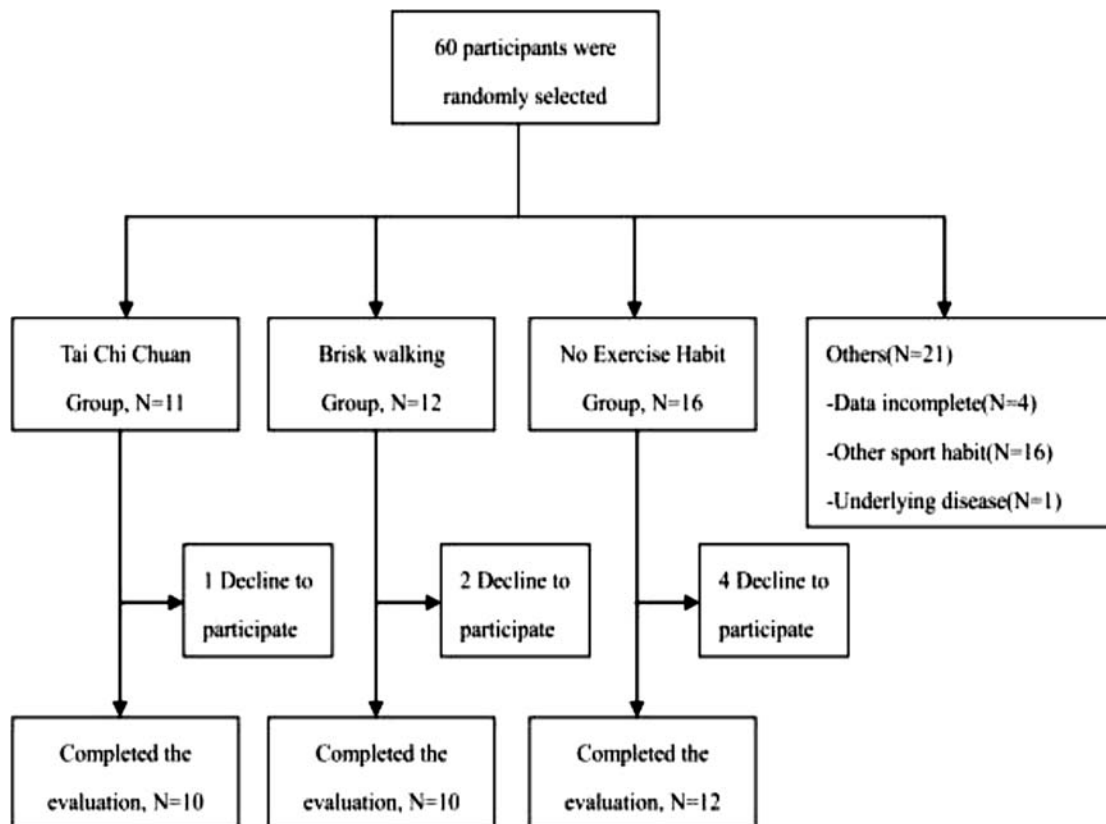 60 participants were
randomly selected
Tai Chi Chuan
Group, N=11
Brisk walking
Group, N=12
No Exercise Habit
Group, N=16
Others(N=21)
-Data incomplete(N=4)
-Other sport habit(N=16)
-Underlying disease(N=1)
1 Decline to
participate
2 Decline to
participate
4 Decline to
participate
Completed the
evaluation, N=10
Completed the
evaluation, N=10
Completed the
evaluation, N=12